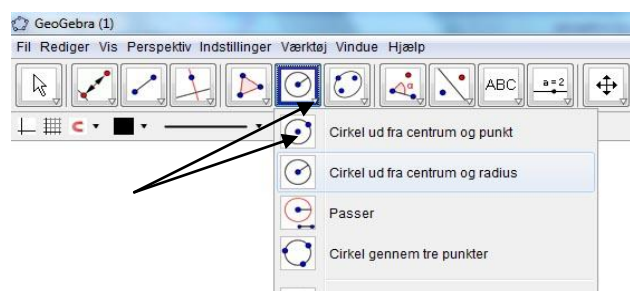 GeoGebra (1)
Fil Rediger Vis Perspektiv Indstillinger Værktøj Vindue Hjælp
ABC a=2
Cirkel ud fra centrum og punkt
Cirkel ud fra centrum og radius
Passer
Cirkel gennem tre punkter